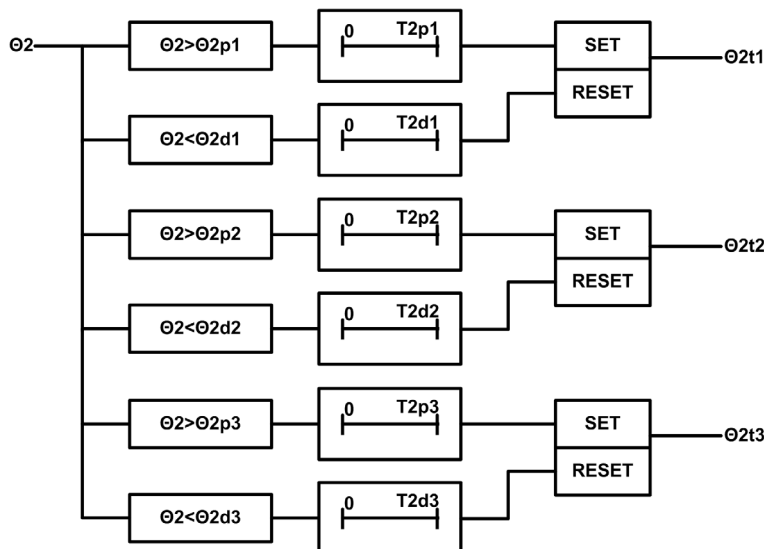 Θ2
Θ2>Θ2p1
0
T2p1
SET
RESET
Θ2t1
Θ2<Θ2d1
0
T2d1
Θ2>Θ2p2
0
T2p2
SET
RESET
Θ2t2
Θ2<Θ2d2
0
T2d2
Θ2>Θ2p3
0
T2p3
SET
RESET
Θ2t3
Θ2<Θ2d3
0
T2d3